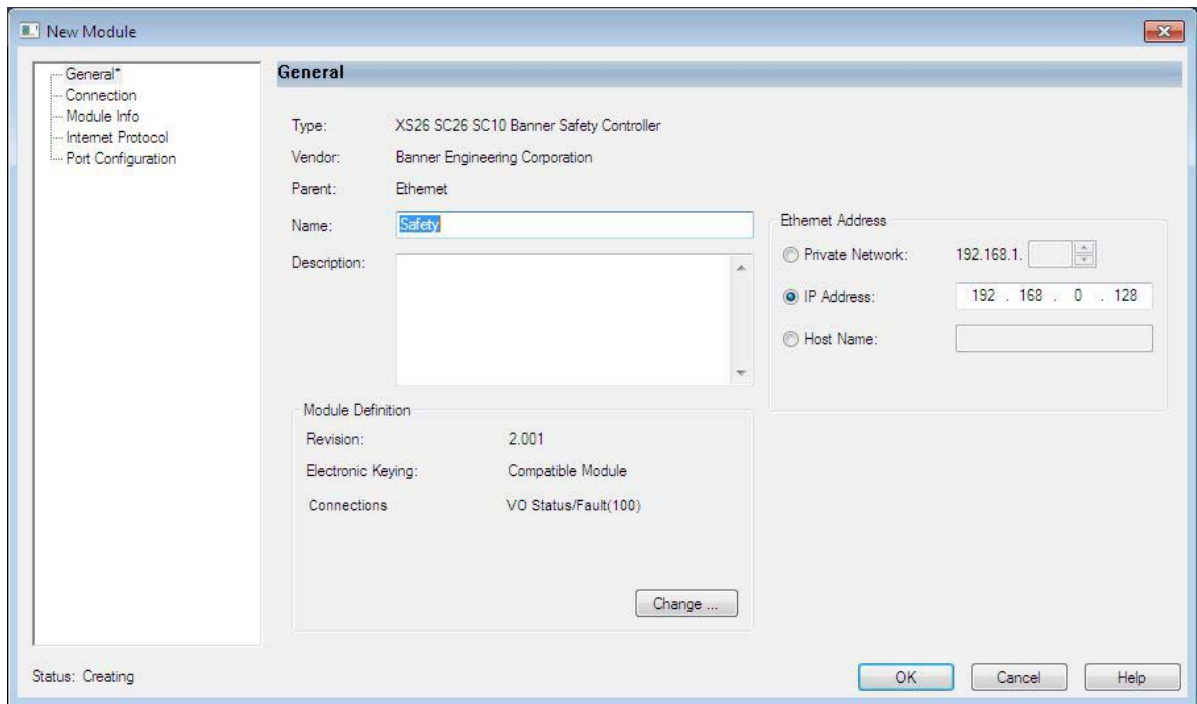 New Module
General*
Connection
Module Info
Internet Protocol
Port Configuration
General
Type: XS26 SC26 SC10 Banner Safety Controller
Vendor: Banner Engineering Corporation
Parent: Ethernet
Name: Safety
Description:
Ethernet Address
Private Network: 192.168.1.
IP Address: 192 . 168 . 0 . 128
Host Name:
Module Definition
Revision: 2.001
Electronic Keying: Compatible Module
Connections VO Status/Fault(100)
Change ...
Status: Creating
OK Cancel Help